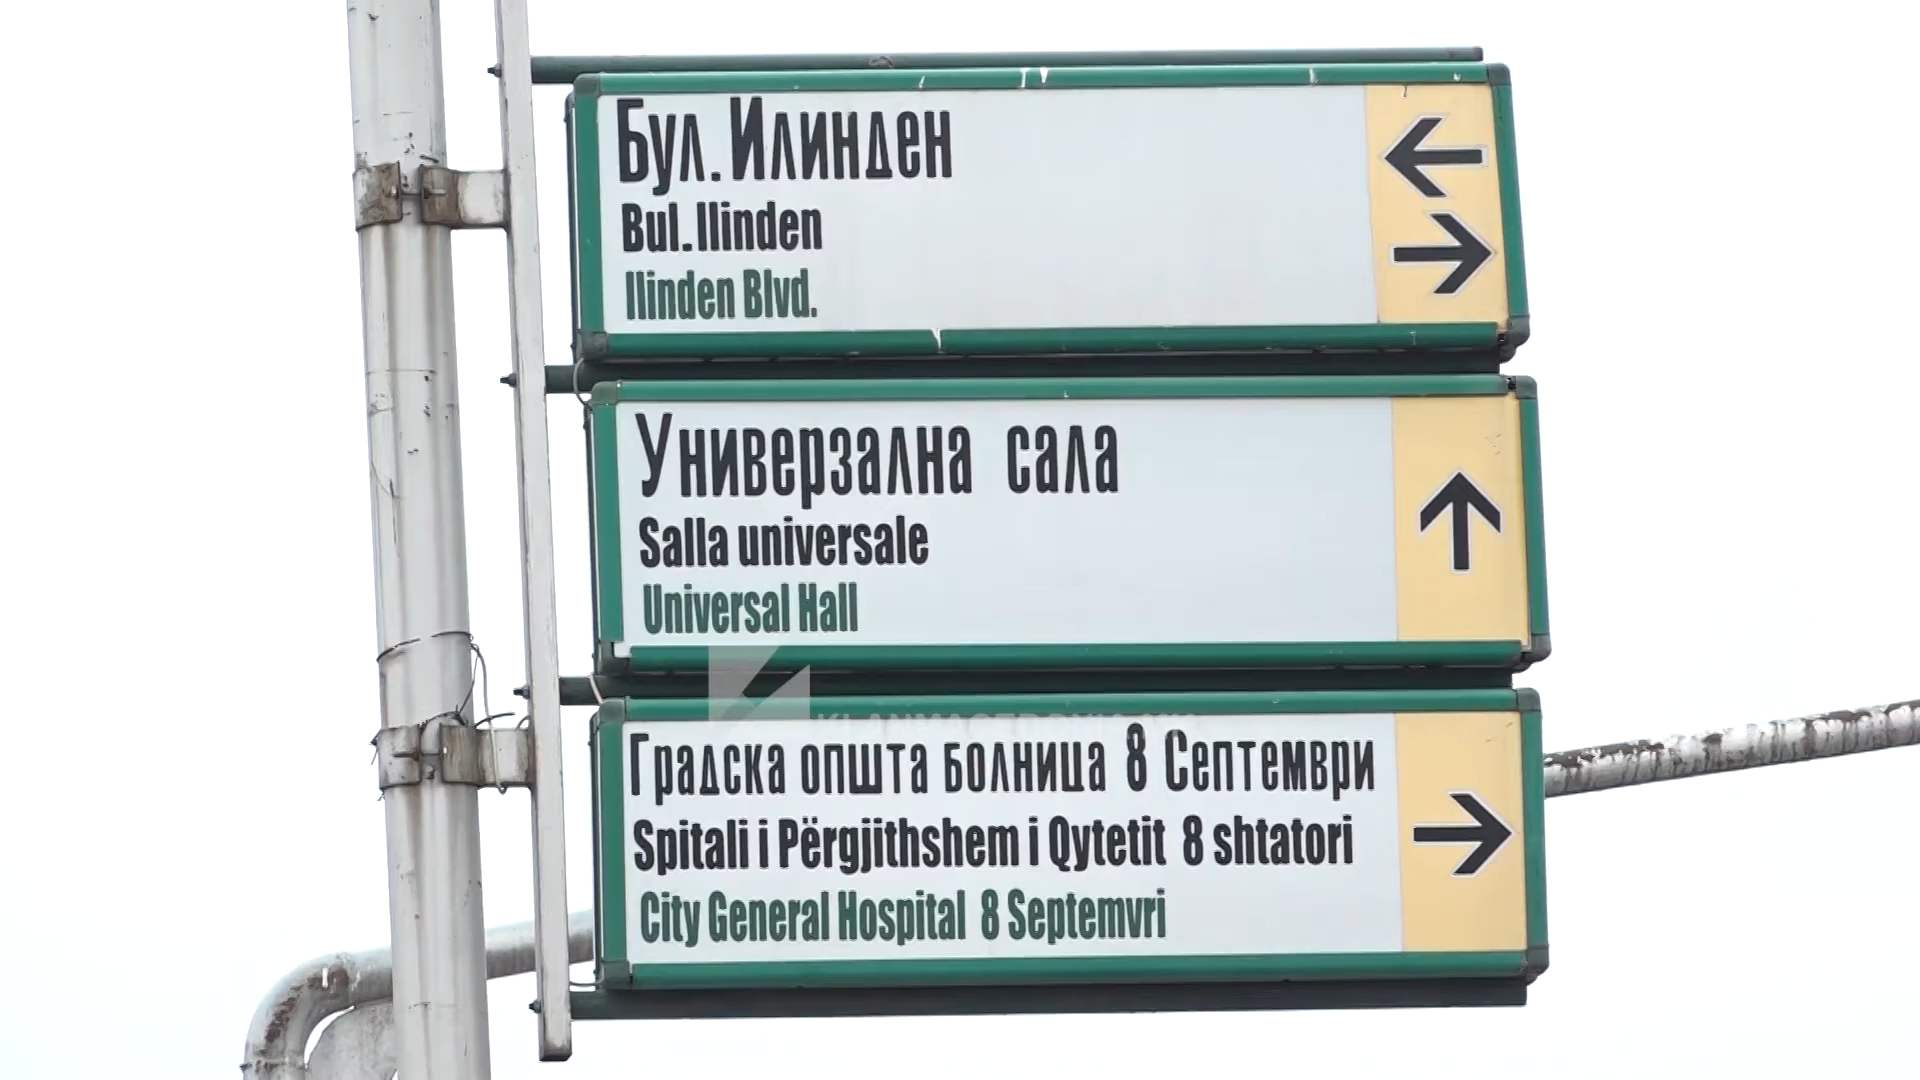 Бул. Илинден
Bul. Ilinden
Ilinden Blvd.
Универзална сала
Salla universale
Universal Hall
Градска општа болница 8 Септември
Spitali i Përgjithshem i Qytetit 8 shtatori
City General Hospital 8 Septemvri